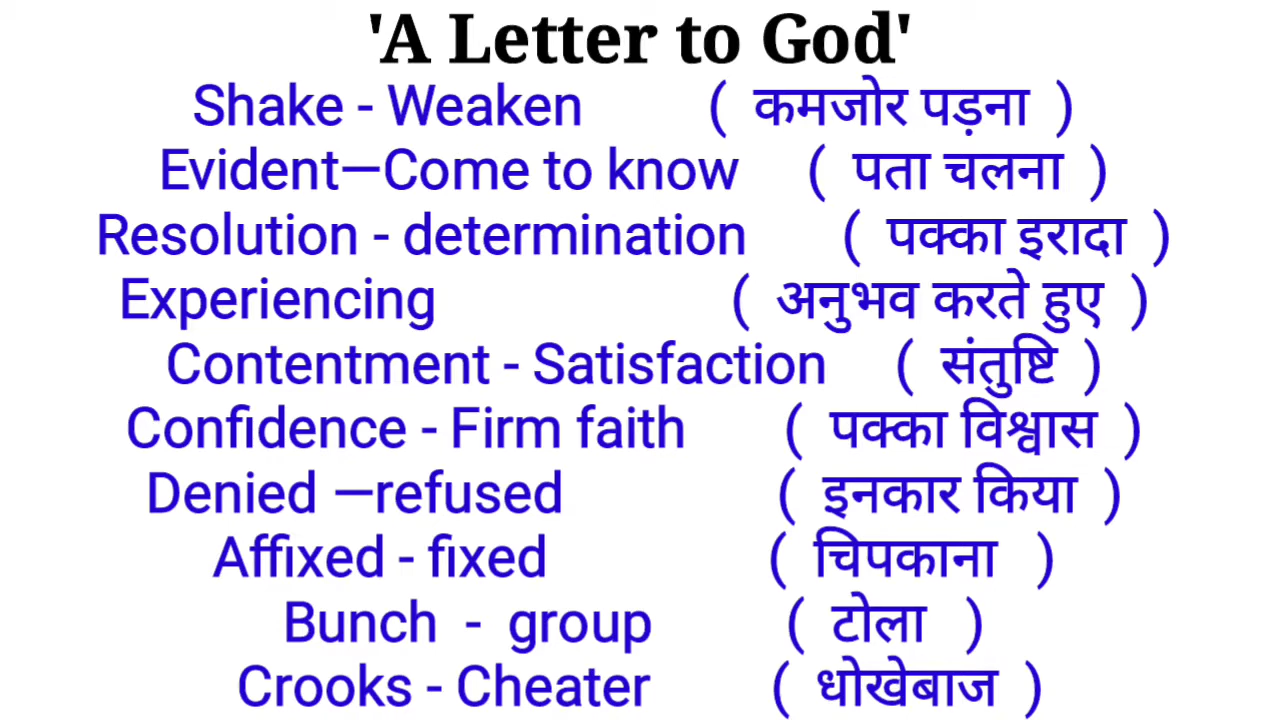 'A Letter to God'
Shake - Weaken ( कमजोर पड़ना )
Evident—Come to know ( पता चलना )
Resolution - determination ( पक्का इरादा )
Experiencing ( अनुभव करते हुए )
Contentment - Satisfaction ( संतुष्टि )
Confidence - Firm faith ( पक्का विश्वास )
Denied —refused ( इनकार किया )
Affixed - fixed ( चिपकाना )
Bunch - group ( टोला )
Crooks - Cheater ( धोखेबाज )